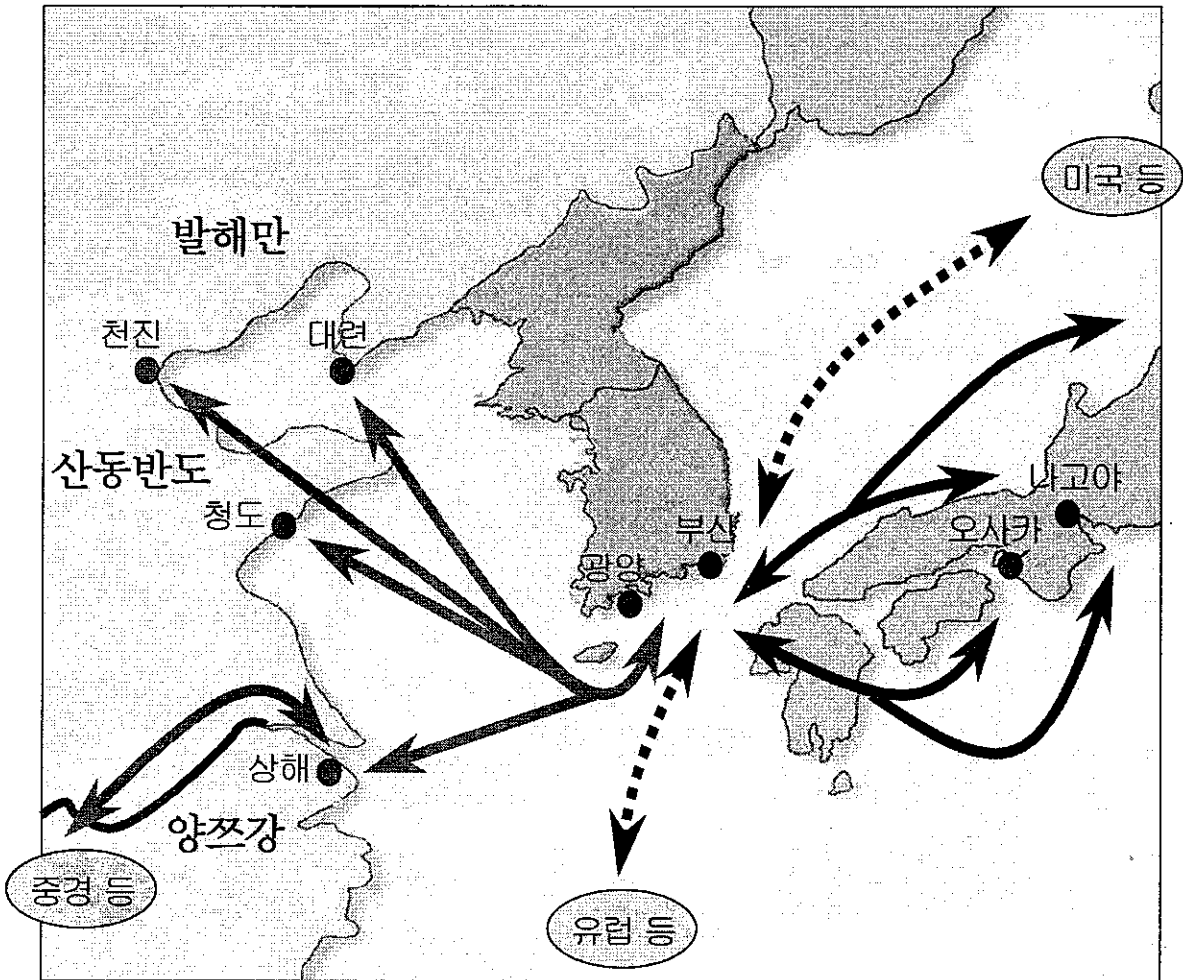 미국 등
발해만
천진
대련
산동반도
청도
나고야
부산
오사카
광양
상해
양쯔강
중경 등
유럽 등